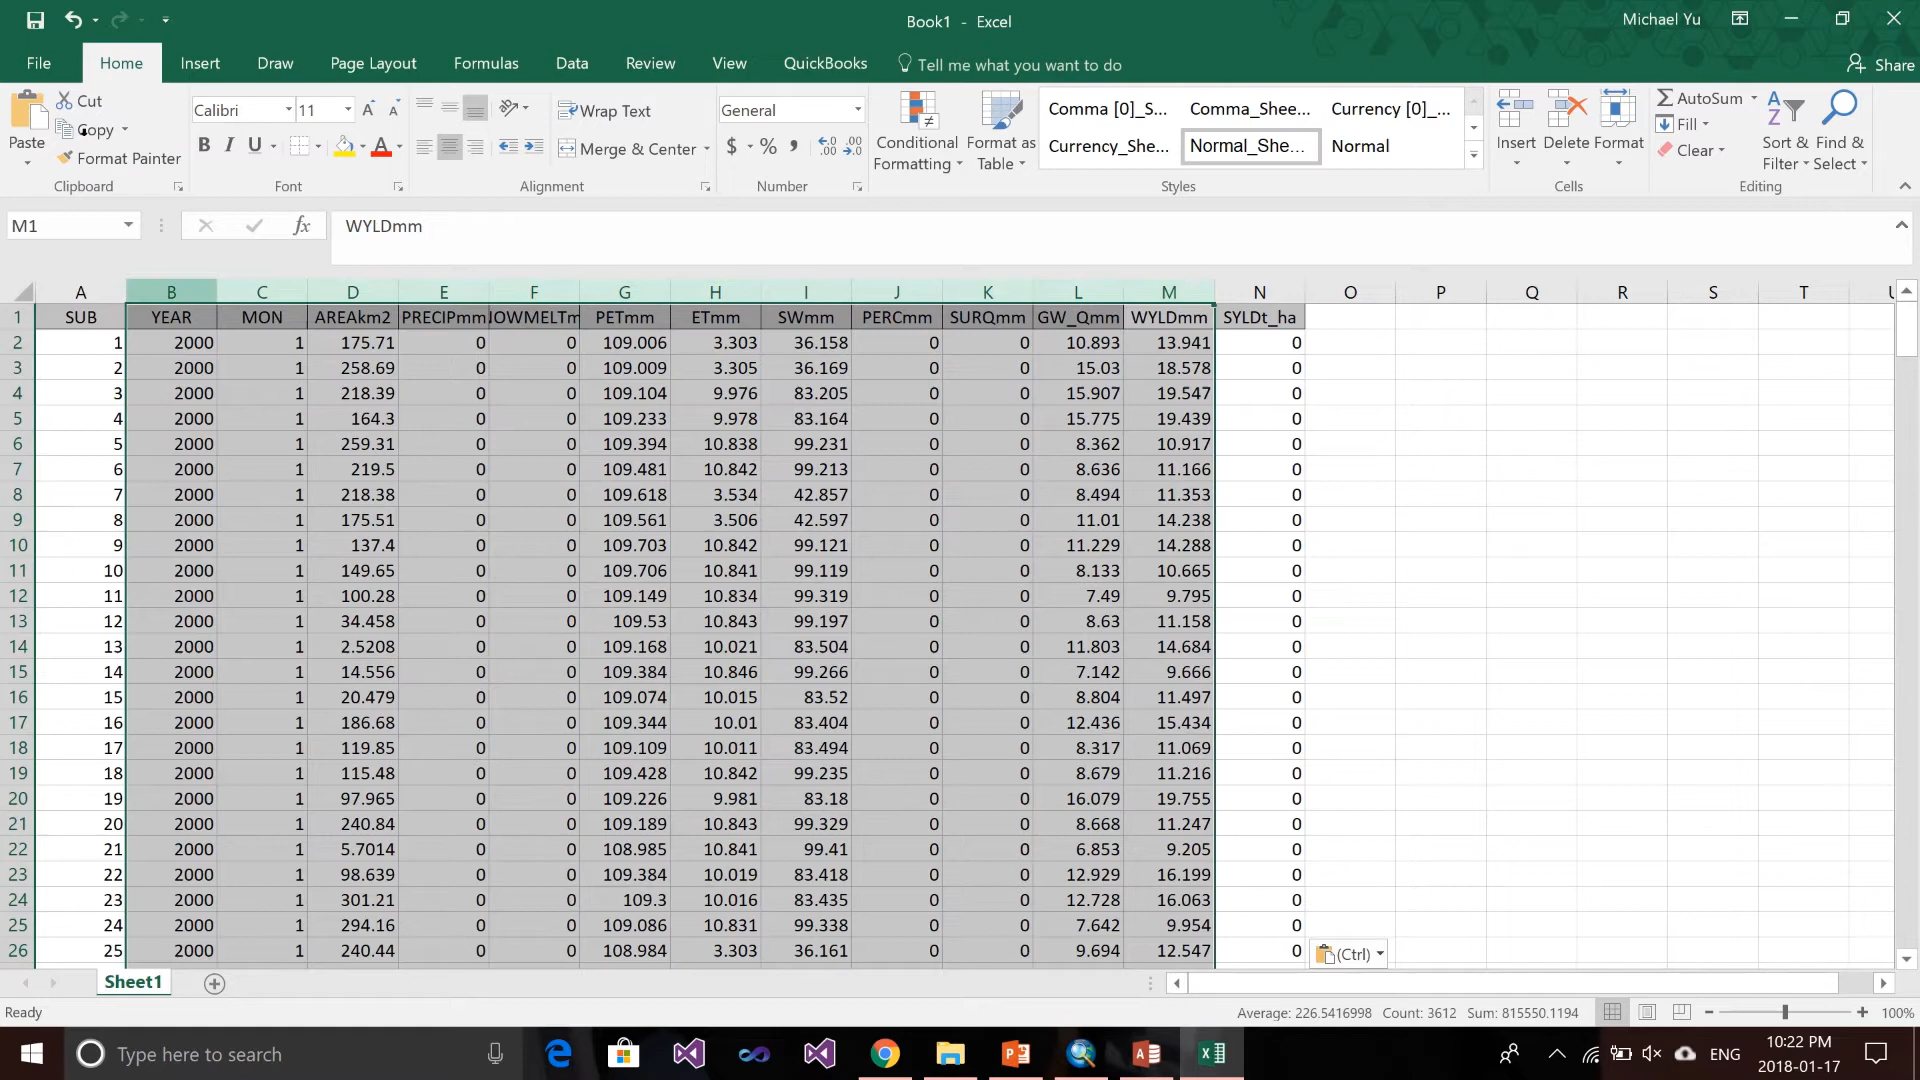 Book1 - Excel
Michael Yu
File Home Insert Draw Page Layout Formulas Data Review View QuickBooks Tell me what you want to do Share
Paste
Cut
Copy
Format Painter
Clipboard
Calibri 11
B I U
Font
Wrap Text
Merge & Center
Alignment
General
$ % ,
Number
Conditional Formatting
Format as Table
Comma [0]_S... Comma_Shee... Currency [0]_...
Currency_She... Normal_She... Normal
Styles
Insert Delete Format
Cells
AutoSum
Fill
Clear
Sort & Filter
Find & Select
Editing
M1 fx WYLDmm
A B C D E F G H I J K L M N O P Q R S T U
1 SUB YEAR MON AREAkm2 PRECIPmm PETmm ETmm SWmm PERCmm SURQmm GW_Qmm WYLDmm SYLDt_ha
2 1 2000 1 175.71 0 0 109.006 3.303 36.158 0 0 10.893 13.941 0
3 2 2000 1 258.69 0 0 109.009 3.305 36.169 0 0 15.03 18.578 0
4 3 2000 1 218.39 0 0 109.104 9.976 83.205 0 0 15.907 19.547 0
5 4 2000 1 164.3 0 0 109.233 9.978 83.164 0 0 15.775 19.439 0
6 5 2000 1 259.31 0 0 109.394 10.838 99.231 0 0 8.362 10.917 0
7 6 2000 1 219.5 0 0 109.481 10.842 99.213 0 0 8.636 11.166 0
8 7 2000 1 218.38 0 0 109.618 3.534 42.857 0 0 8.494 11.353 0
9 8 2000 1 175.51 0 0 109.561 3.506 42.597 0 0 11.01 14.238 0
10 9 2000 1 137.4 0 0 109.703 10.842 99.121 0 0 11.229 14.288 0
11 10 2000 1 149.65 0 0 109.706 10.841 99.119 0 0 8.133 10.665 0
12 11 2000 1 100.28 0 0 109.149 10.834 99.319 0 0 7.49 9.795 0
13 12 2000 1 34.458 0 0 109.53 10.843 99.197 0 0 8.63 11.158 0
14 13 2000 1 2.5208 0 0 109.168 10.021 83.504 0 0 11.803 14.684 0
15 14 2000 1 14.556 0 0 109.384 10.846 99.266 0 0 7.142 9.666 0
16 15 2000 1 20.479 0 0 109.074 10.015 83.52 0 0 8.804 11.497 0
17 16 2000 1 186.68 0 0 109.344 10.01 83.404 0 0 12.436 15.434 0
18 17 2000 1 119.85 0 0 109.109 10.011 83.494 0 0 8.317 11.069 0
19 18 2000 1 115.48 0 0 109.428 10.842 99.235 0 0 8.679 11.216 0
20 19 2000 1 97.965 0 0 109.226 9.981 83.18 0 0 16.079 19.755 0
21 20 2000 1 240.84 0 0 109.189 10.843 99.329 0 0 8.668 11.247 0
22 21 2000 1 5.7014 0 0 108.985 10.841 99.41 0 0 6.853 9.205 0
23 22 2000 1 98.639 0 0 109.384 10.019 83.418 0 0 12.929 16.199 0
24 23 2000 1 301.21 0 0 109.3 10.016 83.435 0 0 12.728 16.063 0
25 24 2000 1 294.16 0 0 109.086 10.831 99.338 0 0 7.642 9.954 0
26 25 2000 1 240.44 0 0 108.984 3.303 36.161 0 0 9.694 12.547 0
(Ctrl)
Sheet1
Ready Average: 226.5416998 Count: 3612 Sum: 815550.1194 100%
Type here to search
ENG
10:22 PM
2018-01-17